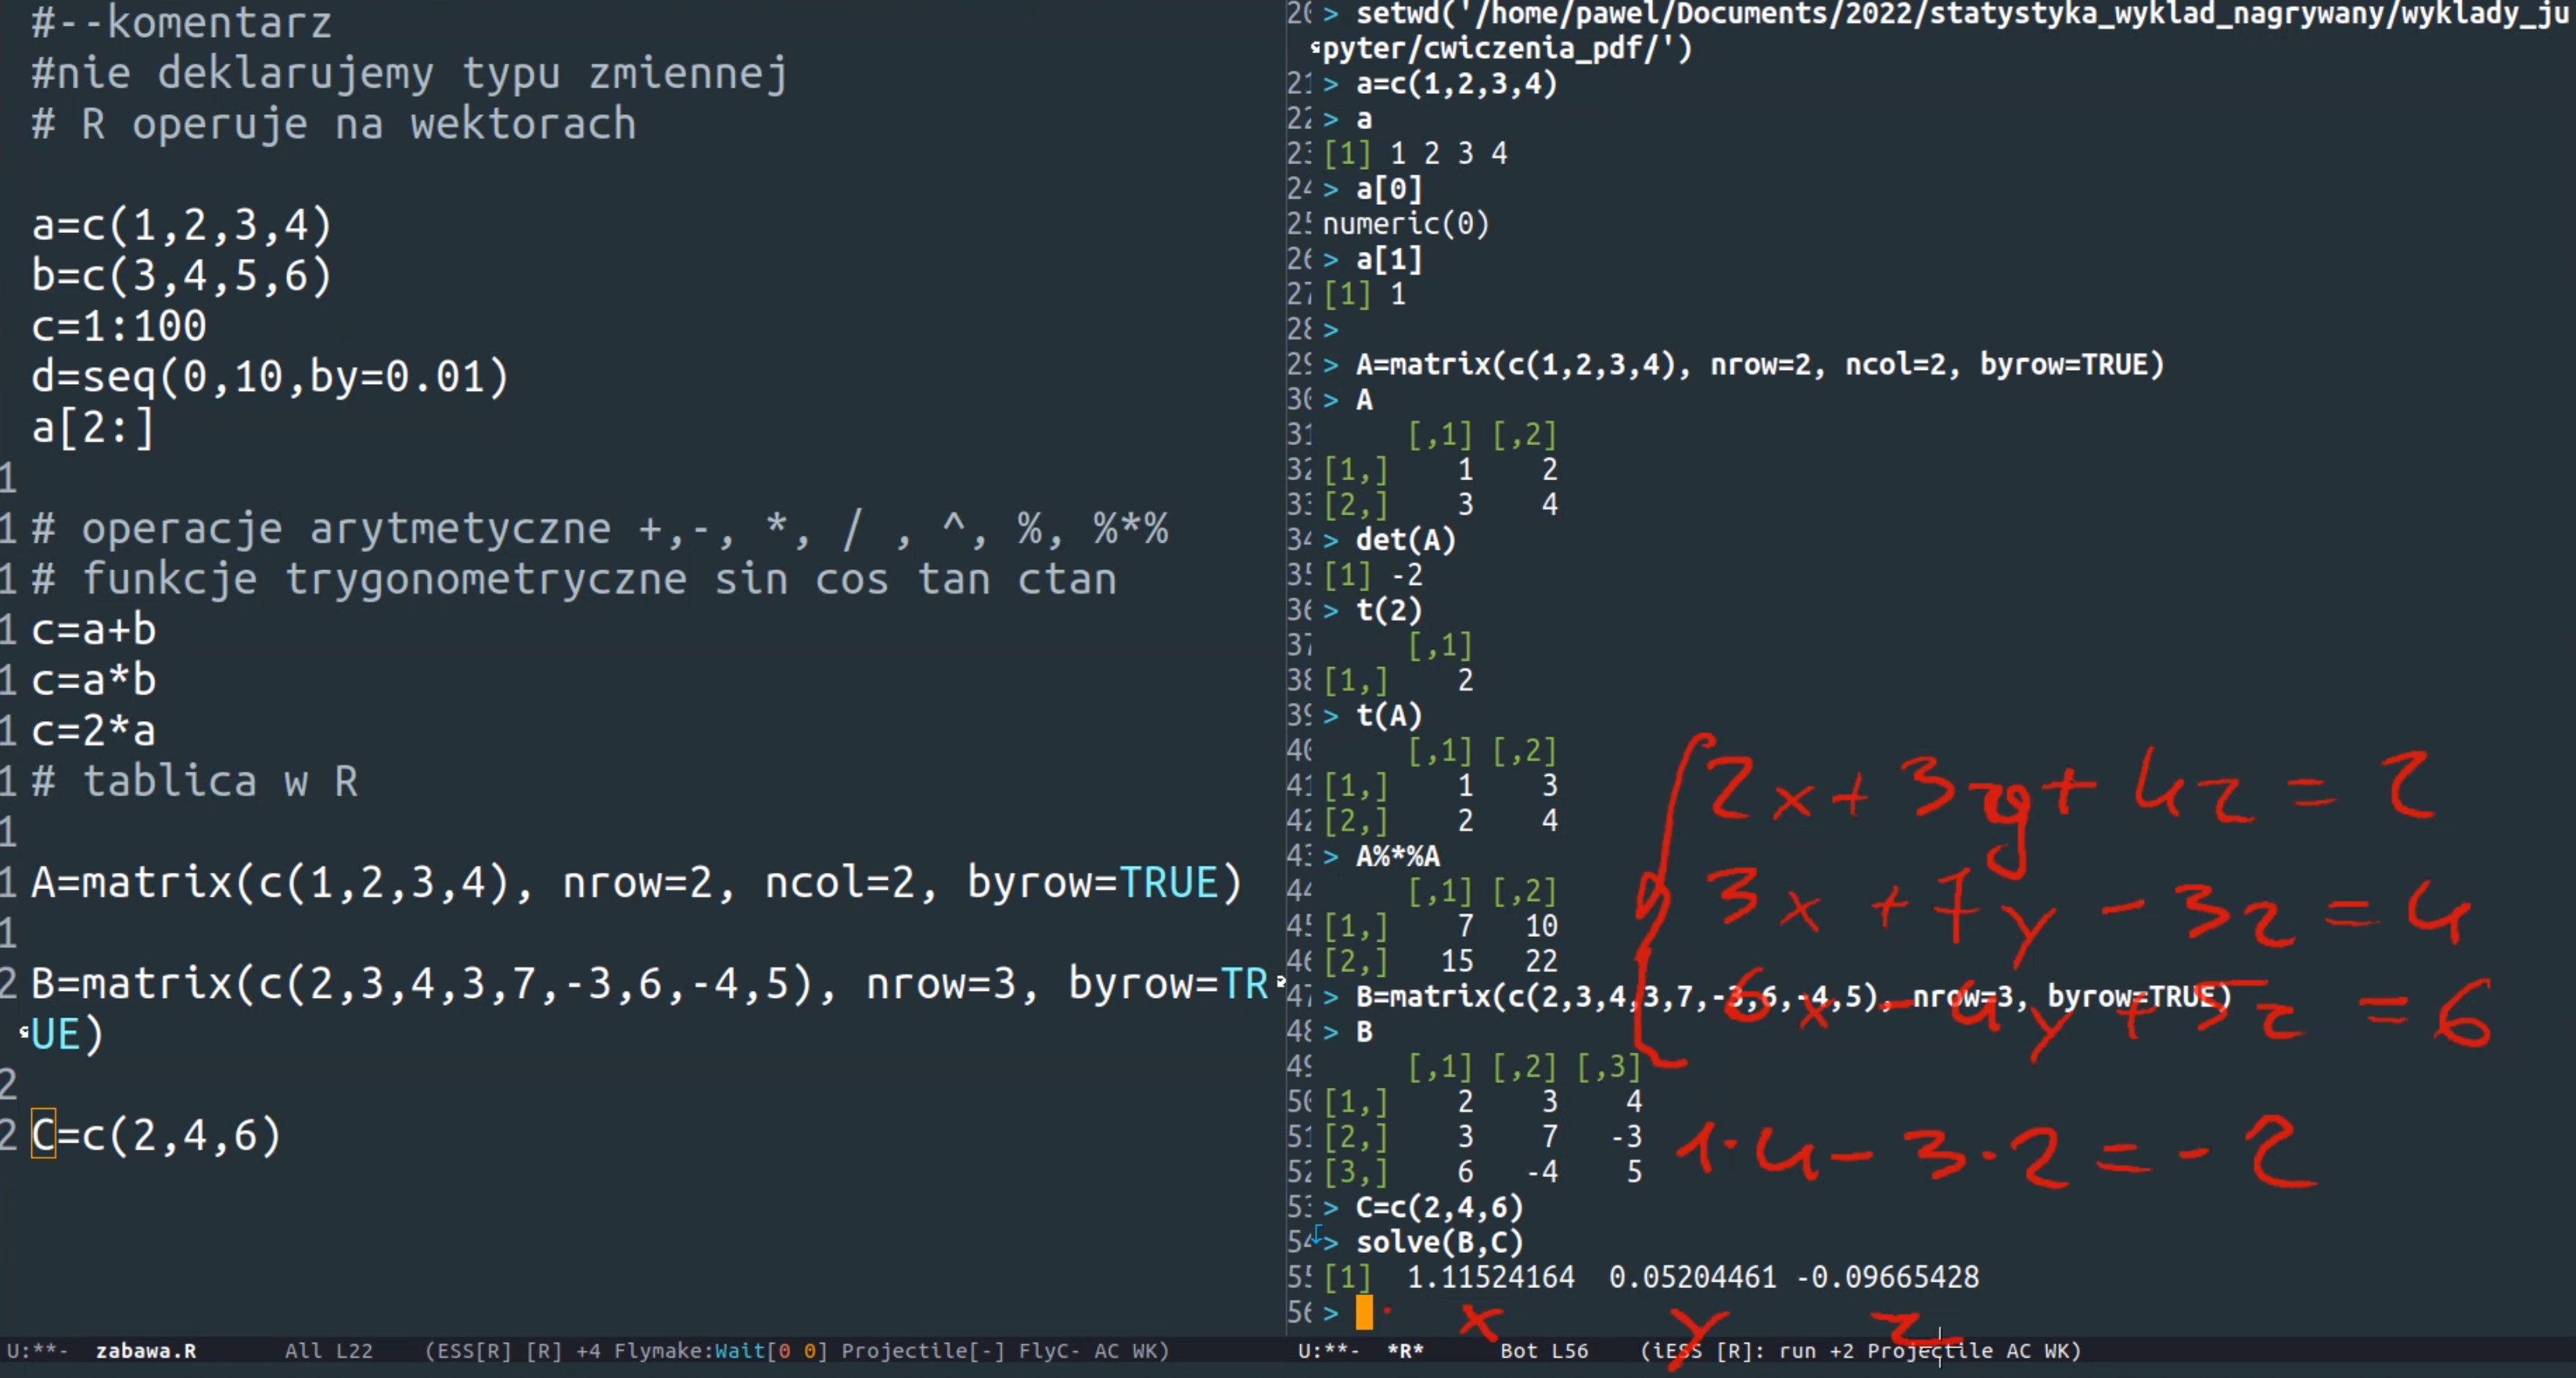 #--komentarz
#nie deklarujemy typu zmiennej
# R operuje na wektorach
a=c(1,2,3,4)
b=c(3,4,5,6)
c=1:100
d=seq(0,10,by=0.01)
a[2:]
1
1 # operacje arytmetyczne +,-, *, / , ^, %, %*%
1 # funkcje trygonometryczne sin cos tan ctan
1 c=a+b
1 c=a*b
1 c=2*a
1 # tablica w R
1
1 A=matrix(c(1,2,3,4), nrow=2, ncol=2, byrow=TRUE)
1
2 B=matrix(c(2,3,4,3,7,-3,6,-4,5), nrow=3, byrow=TR
UE)
2
2 C=c(2,4,6)
U:**- zabawa.R All L22 (ESS[R] [R] +4 Flymake:Wait[0 0] Projectile[-] FlyC- AC WK)
> setwd('/home/pawel/Documents/2022/statystyka_wyklad_nagrywany/wyklady_ju
pyter/cwiczenia_pdf/')
21 > a=c(1,2,3,4)
22 > a
23 [1] 1 2 3 4
24 > a[0]
25 numeric(0)
26 > a[1]
27 [1] 1
28 >
29 > A=matrix(c(1,2,3,4), nrow=2, ncol=2, byrow=TRUE)
30 > A
31 [,1] [,2]
32 [1,] 1 2
33 [2,] 3 4
34 > det(A)
35 [1] -2
36 > t(2)
37 [,1]
38 [1,] 2
39 > t(A)
40 [,1] [,2]
41 [1,] 1 3
42 [2,] 2 4
43 > A%*%A
44 [,1] [,2]
45 [1,] 7 10
46 [2,] 15 22
47 > B=matrix(c(2,3,4,3,7,-3,6,-4,5), nrow=3, byrow=TRUE)
48 > B
49 [,1] [,2] [,3]
50 [1,] 2 3 4
51 [2,] 3 7 -3
52 [3,] 6 -4 5
53 > C=c(2,4,6)
54 > solve(B,C)
55 [1] 1.11524164 0.05204461 -0.09665428
56 >
2x + 3y + 4z = 2
3x + 7y - 3z = 4
6x - 4y + 5z = 6
1·4 - 3·2 = -2
x y z
U:**- *R* Bot L56 (iESS [R]: run +2 Projectile AC WK)